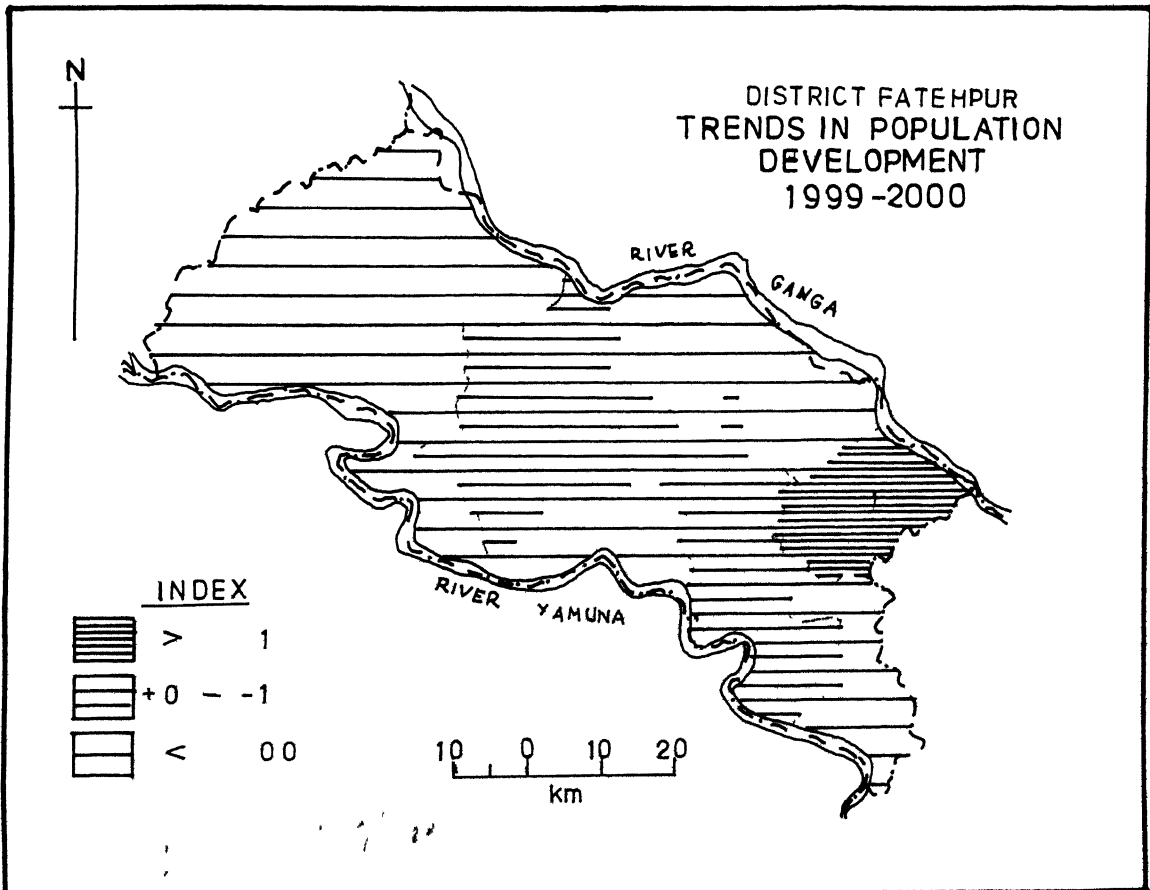 N
DISTRICT FATEHPUR
TRENDS IN POPULATION
DEVELOPMENT
1999-2000
RIVER
GANGA
RIVER
YAMUNA
INDEX
> 1
+0 - -1
< 00
10 0 10 20
km